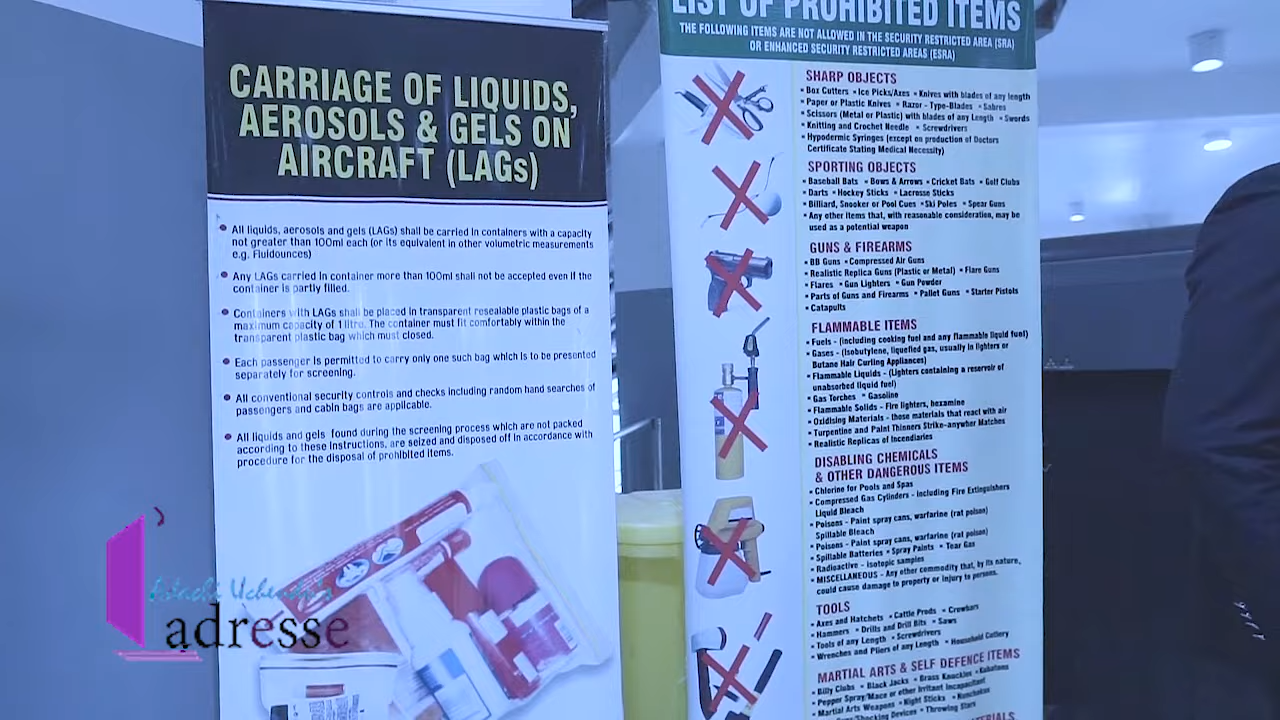 CARRIAGE OF LIQUIDS,
AEROSOLS & GELS ON
AIRCRAFT (LAGs)
All liquids, aerosols and gels (LAGs) shall be carried in containers with a capacity
not greater than 100ml each (or its equivalent in other volumetric measurements
e.g. Fluidounces)
Any LAGs carried in container more than 100ml shall not be accepted even if the
container is partly filled.
Containers with LAGs shall be placed in transparent resealable plastic bags of a
maximum capacity of 1 litre. The container must fit comfortably within the
transparent plastic bag which must closed.
Each passenger is permitted to carry only one such bag which is to be presented
separately for screening.
All conventional security controls and checks including random hand searches of
passengers and cabin bags are applicable.
All liquids and gels found during the screening process which are not packed
according to these instructions, are seized and disposed off in accordance with
procedure for the disposal of prohibited items.
adresse
LIST OF PROHIBITED ITEMS
THE FOLLOWING ITEMS ARE NOT ALLOWED IN THE SECURITY RESTRICTED AREA (SRA)
OR ENHANCED SECURITY RESTRICTED AREAS (ESRA)
SHARP OBJECTS
Box Cutters • Ice Picks/Axes • Knives with blades of any length
Paper or Plastic Knives • Razor - Type-Blades • Sabres
Scissors (Metal or Plastic) with blades of any Length • Swords
Knitting and Crochet Needle • Screwdrivers
Hypodermic Syringes (except on production of Doctors
Certificate Stating Medical Necessity)
SPORTING OBJECTS
Baseball Bats • Bows & Arrows • Cricket Bats • Golf Clubs
Darts • Hockey Sticks • Lacrosse Sticks
Billiard, Snooker or Pool Cues • Ski Poles • Spear Guns
Any other items that, with reasonable consideration, may be
used as a potential weapon
GUNS & FIREARMS
BB Guns • Compressed Air Guns
Realistic Replica Guns (Plastic or Metal) • Flare Guns
Flares • Gun Lighters • Gun Powder
Parts of Guns and Firearms • Pallet Guns • Starter Pistols
Catapults
FLAMMABLE ITEMS
Fuels - (including cooking fuel and any flammable liquid fuel)
Gases - (Isobutylene, liquefied gas, usually in lighters or
Butane Hair Curling Appliances)
Flammable Liquids - (Lighters containing a reservoir of
unabsorbed liquid fuel)
Gas Torches • Gasoline
Flammable Solids - Fire lighters, hexamine
Oxidising Materials - those materials that react with air
Turpentine and Paint Thinners Strike-anywher Matches
Realistic Replicas of Incendiaries
DISABLING CHEMICALS
& OTHER DANGEROUS ITEMS
Chlorine for Pools and Spas
Compressed Gas Cylinders - including Fire Extinguishers
Liquid Bleach
Poisons - Paint spray cans, warfarine (rat poison)
Spillable Bleach
Poisons - Paint spray cans, warfarine (rat poison)
Spillable Batteries • Spray Paints • Tear Gas
Radioactive - isotopic samples
MISCELLANEOUS - Any other commodity that, by its nature,
could cause damage to property or injury to persons.
TOOLS
Axes and Hatchets • Cattle Prods • Crowbars
Hammers • Drills and Drill Bits • Saws
Tools of any Length • Screwdrivers
Wrenches and Pliers of any Length • Household Cutlery
MARTIAL ARTS & SELF DEFENCE ITEMS
Billy Clubs • Black Jacks • Brass Knuckles • Kubatons
Pepper Spray/Mace or other Irritant Incapacitant
Martial Arts Weapons • Night Sticks • Nunchakus
Shocking Devices • Throwing Stars